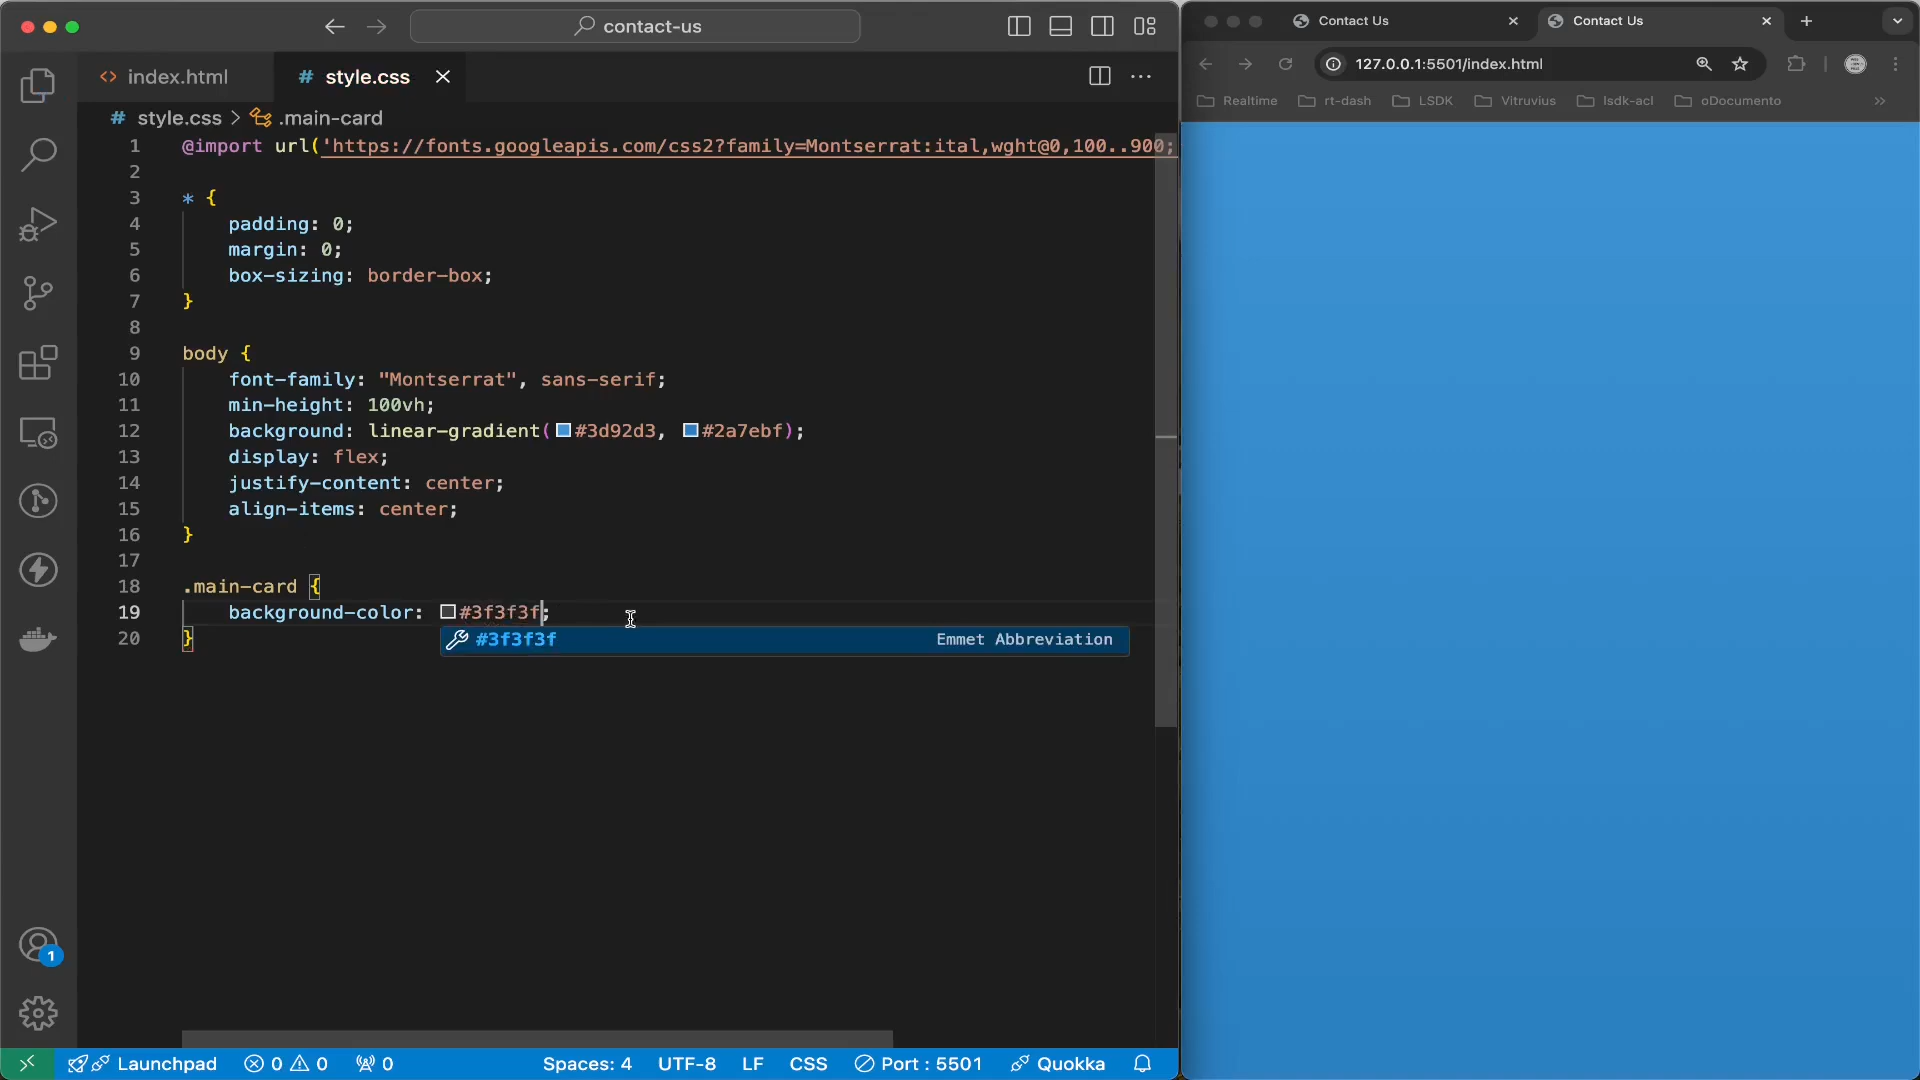 contact-us
index.html
# style.css
# style.css > .main-card
1 @import url('https://fonts.googleapis.com/css2?family=Montserrat:ital,wght@0,100..900;
2
3 * {
4 padding: 0;
5 margin: 0;
6 box-sizing: border-box;
7 }
8
9 body {
10 font-family: "Montserrat", sans-serif;
11 min-height: 100vh;
12 background: linear-gradient(#3d92d3, #2a7ebf);
13 display: flex;
14 justify-content: center;
15 align-items: center;
16 }
17
18 .main-card {
19 background-color: #3f3f3f;
#3f3f3f Emmet Abbreviation
20 }
1
Launchpad 0 0 0 Spaces: 4 UTF-8 LF CSS Port : 5501 Quokka
Contact Us Contact Us
127.0.0.1:5501/index.html
Realtime rt-dash LSDK Vitruvius lsdk-acl oDocumento »